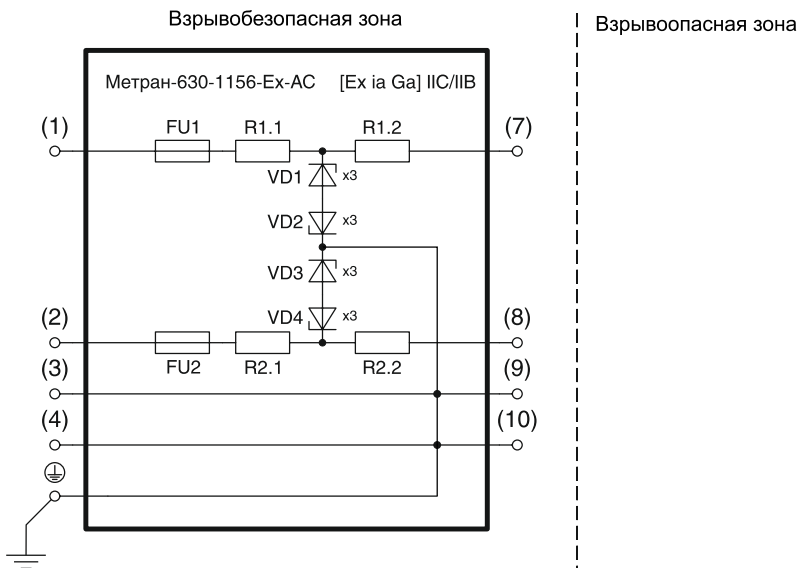 Взрывобезопасная зона
Взрывоопасная зона
Метран-630-1156-Ex-AC [Ex ia Ga] IIC/IIB
(1) FU1 R1.1 R1.2 (7)
VD1 x3
VD2 x3
VD3 x3
VD4 x3
(2) (8)
FU2 R2.1 R2.2
(3) (9)
(4) (10)